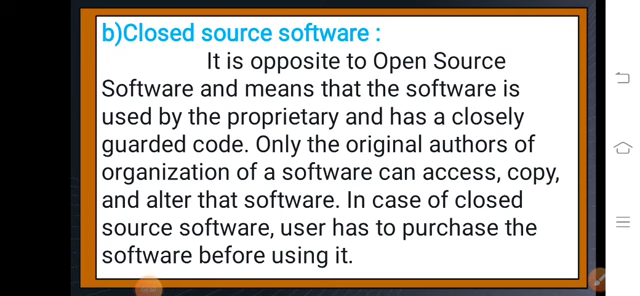 b)Closed source software :
It is opposite to Open Source
Software and means that the software is
used by the proprietary and has a closely
guarded code. Only the original authors of
organization of a software can access, copy,
and alter that software. In case of closed
source software, user has to purchase the
software before using it.